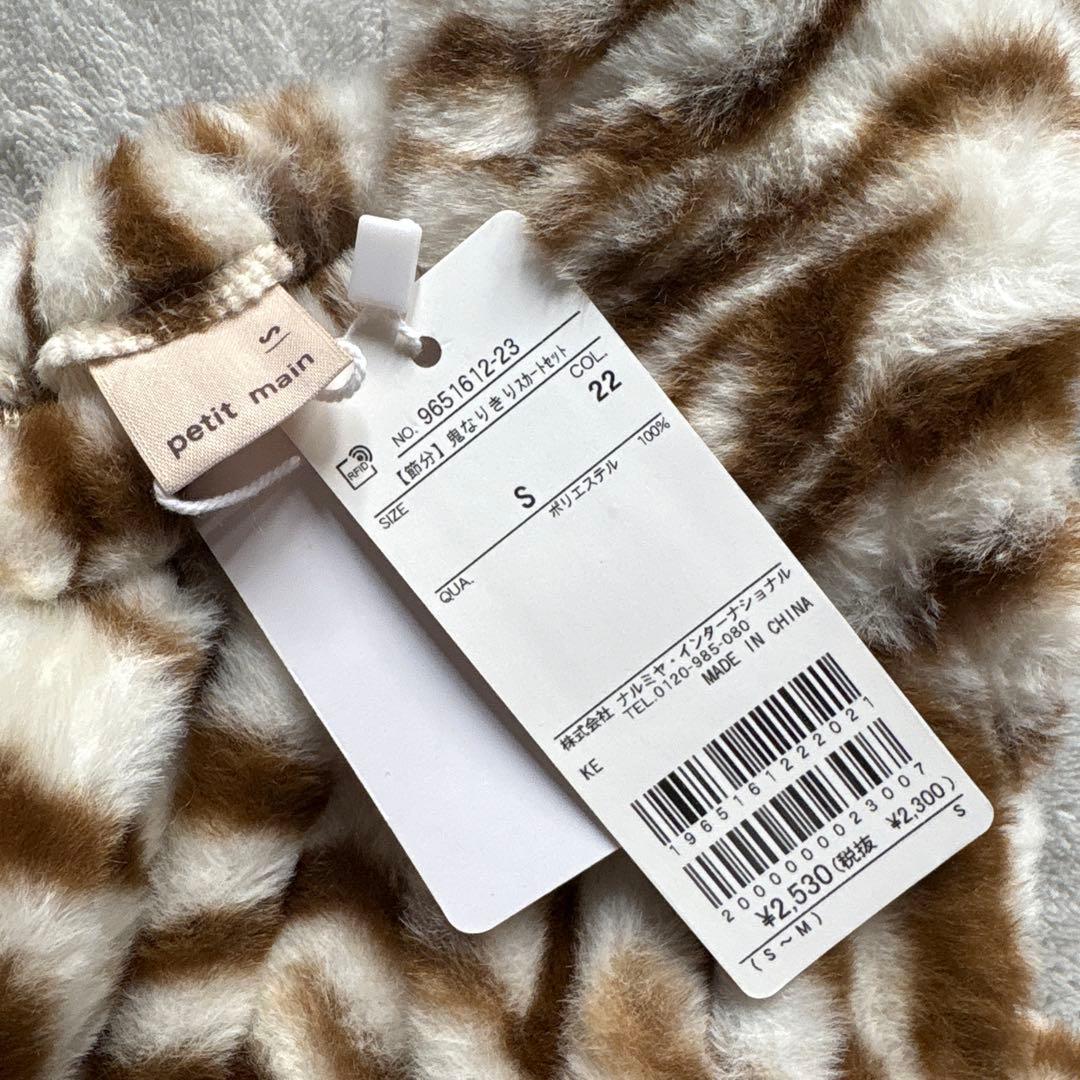 petit main
S
RFID
NO. 9651612-23
【節分】鬼なりきりスカートセット
SIZE
COL.
S
22
QUA.
ポリエステル 100%
株式会社 ナルミヤ・インターナショナル
TEL.0120-985-080
MADE IN CHINA
KE
1965161222021
2000000023007
¥2,530(税抜 ¥2,300)
(S～M)
S